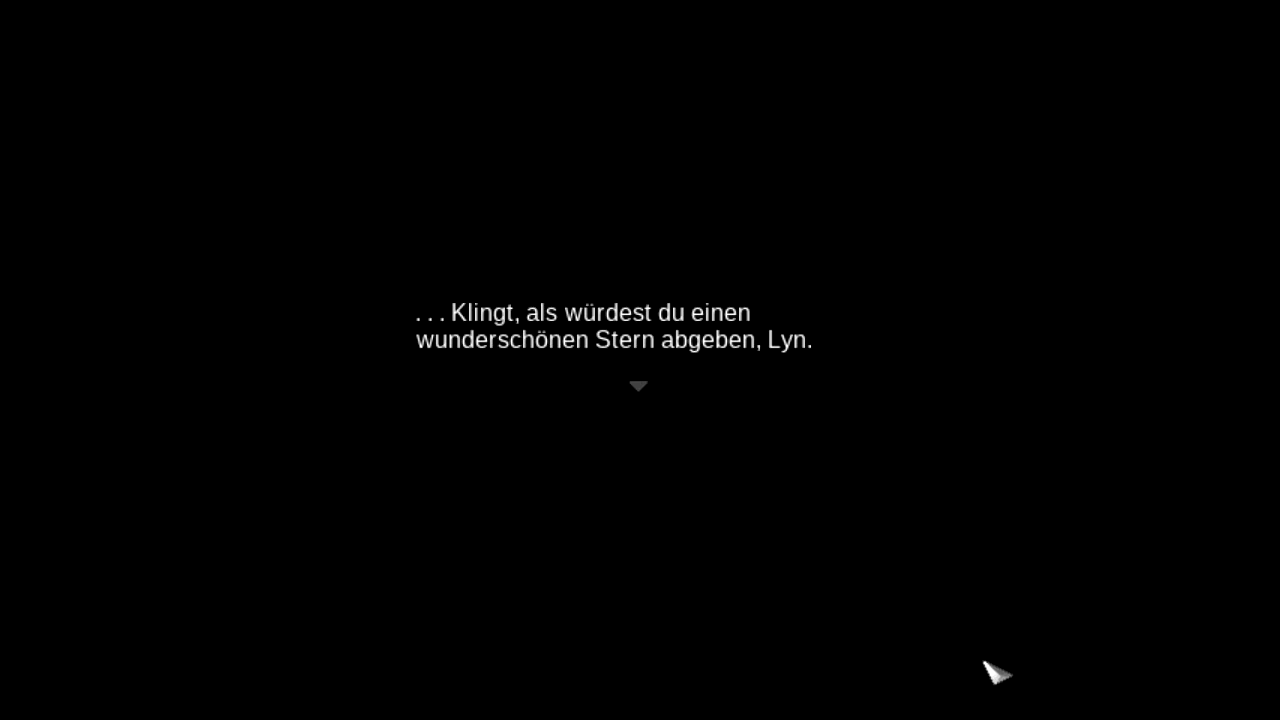 . . . Klingt, als würdest du einen
wunderschönen Stern abgeben, Lyn.